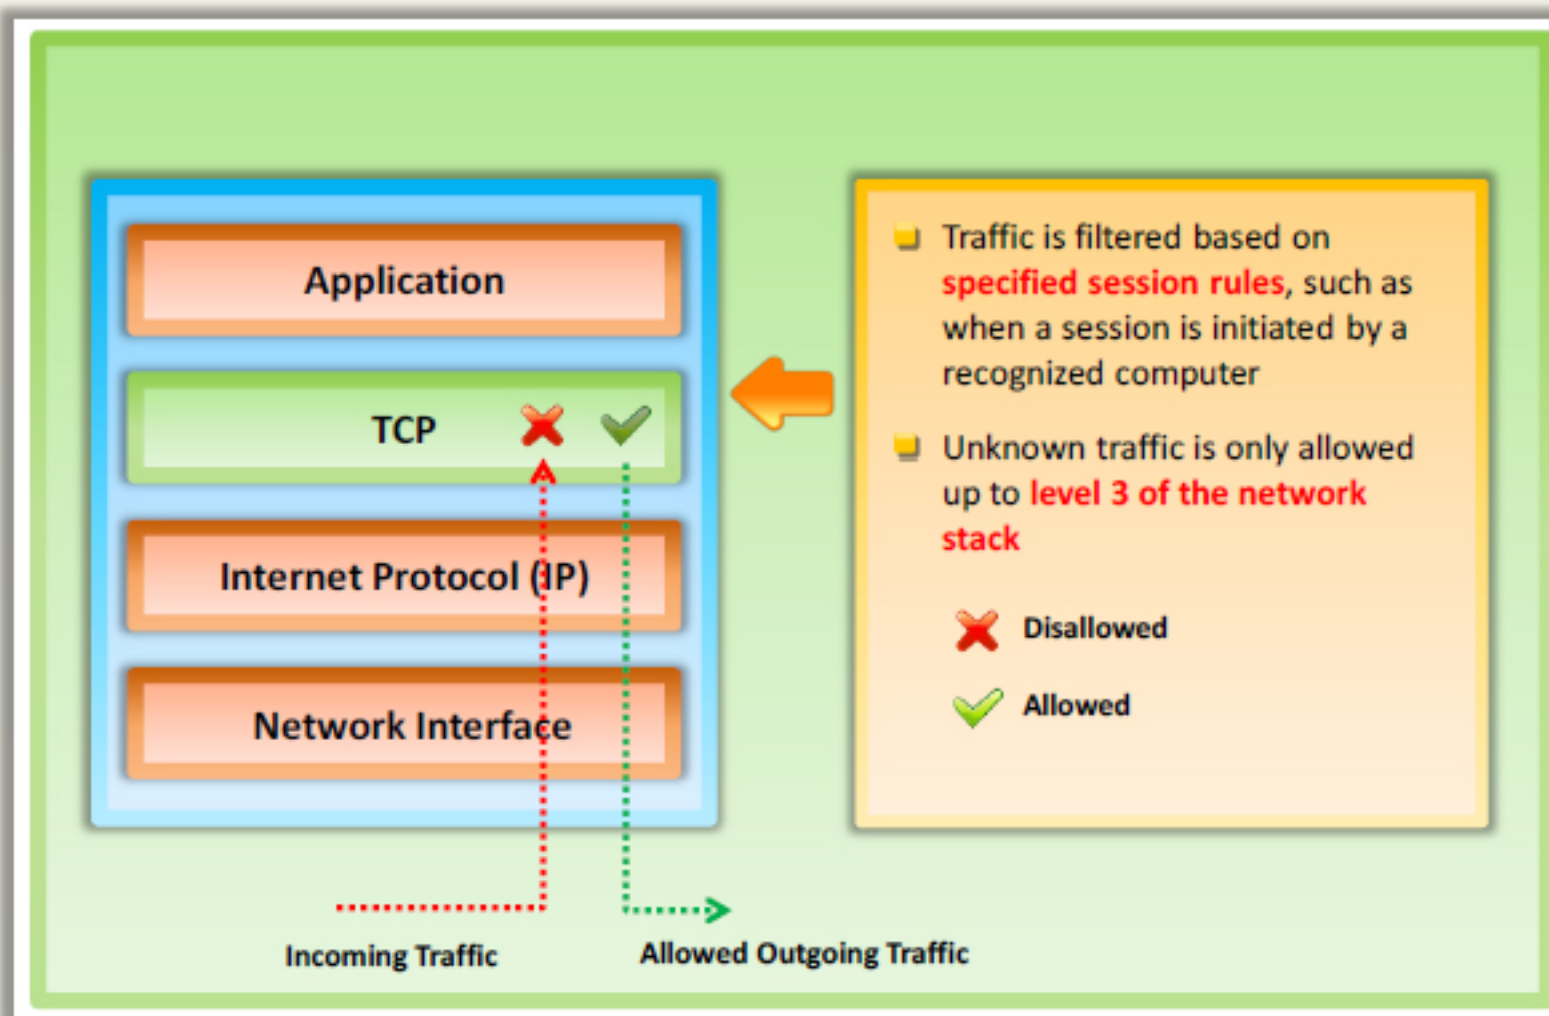 Application
TCP
Internet Protocol (IP)
Network Interface
Incoming Traffic
Allowed Outgoing Traffic
Traffic is filtered based on
specified session rules, such as
when a session is initiated by a
recognized computer
Unknown traffic is only allowed
up to level 3 of the network
stack
Disallowed
Allowed